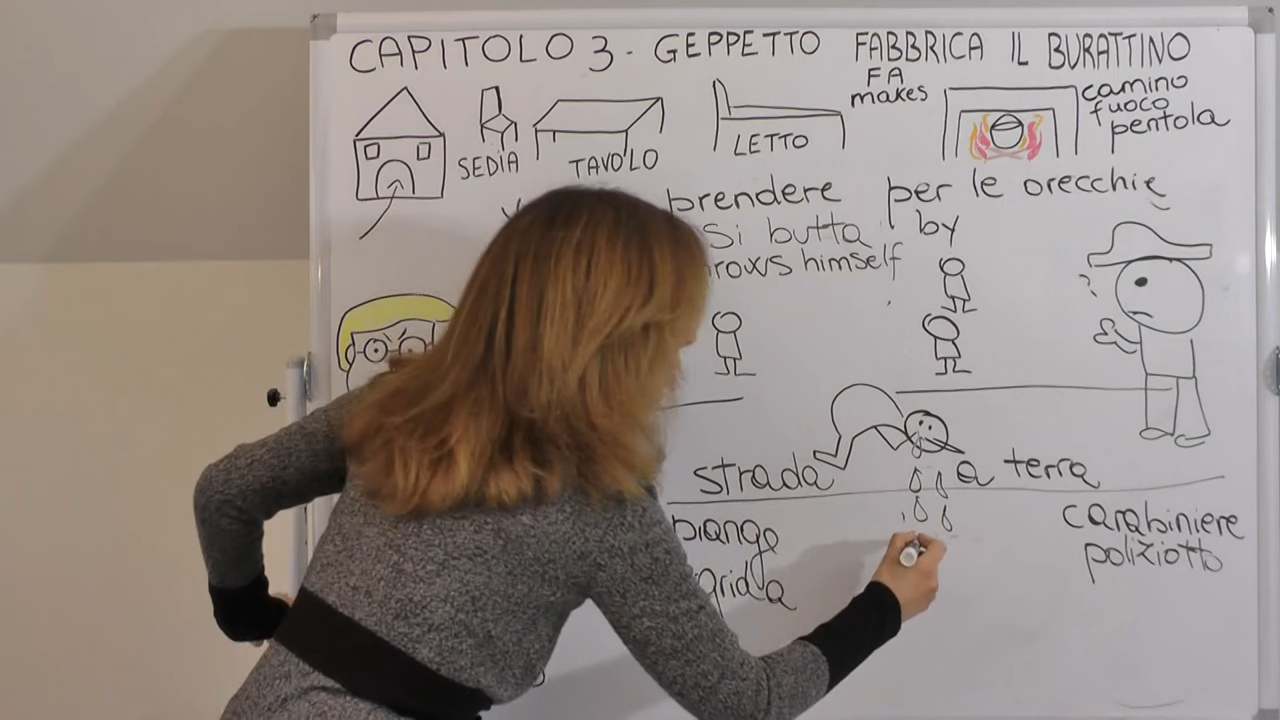 CAPITOLO 3 - GEPPETTO FABBRICA IL BURATTINO
FA
makes
camino
fuoco
pentola
SEDIA
TAVOLO
LETTO
prendere per le orecchie
si butta by
rows himself
strada
a terra
piange
grida
carabiniere
poliziotto